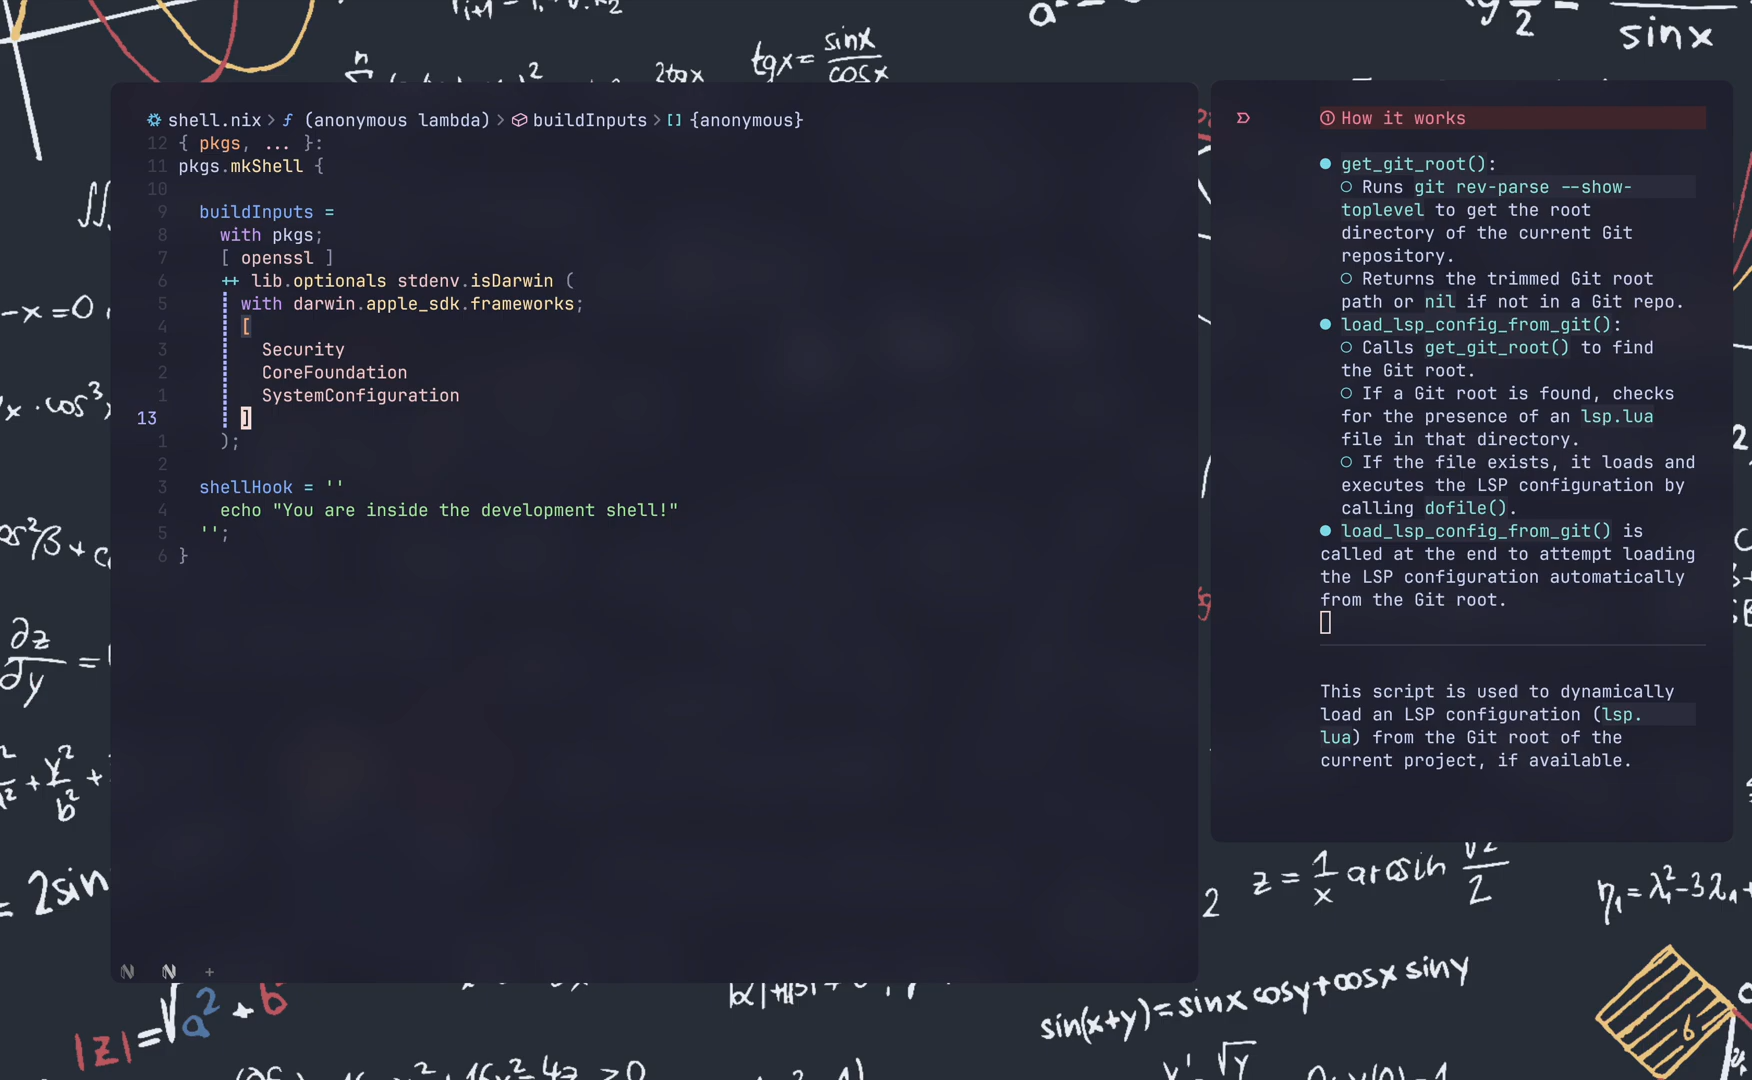 tgx = sinx / cosx
sinx
shell.nix > ƒ (anonymous lambda) > buildInputs > [] {anonymous}
12 { pkgs, ... }:
11 pkgs.mkShell {
10
9 buildInputs =
8 with pkgs;
7 [ openssl ]
6 ++ lib.optionals stdenv.isDarwin (
5 with darwin.apple_sdk.frameworks;
4 [
3 Security
2 CoreFoundation
1 SystemConfiguration
13 ]
1 );
2
3 shellHook = ''
4 echo "You are inside the development shell!"
5 '';
6 }
① How it works
● get_git_root():
○ Runs git rev-parse --show-
toplevel to get the root
directory of the current Git
repository.
○ Returns the trimmed Git root
path or nil if not in a Git repo.
● load_lsp_config_from_git():
○ Calls get_git_root() to find
the Git root.
○ If a Git root is found, checks
for the presence of an lsp.lua
file in that directory.
○ If the file exists, it loads and
executes the LSP configuration by
calling dofile().
● load_lsp_config_from_git() is
called at the end to attempt loading
the LSP configuration automatically
from the Git root.
This script is used to dynamically
load an LSP configuration (lsp.
lua) from the Git root of the
current project, if available.
z = 1/x arcsin √2/2
sin(x+y)=sinx cosy+cosx siny
|z|=√a²+b²